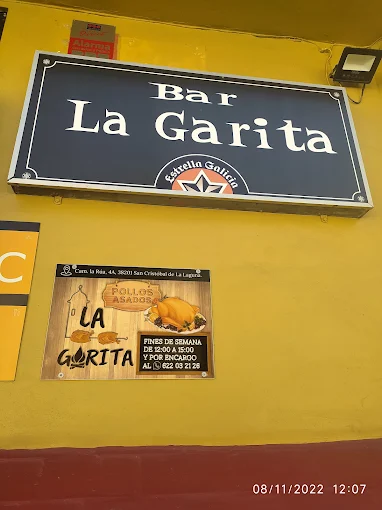 Alarma
Bar
La Garita
Estrella Galicia
C
Cam. la Rúa, 4A, 38201 San Cristóbal de La Laguna.
POLLOS
ASADOS
LA
GARITA
FINES DE SEMANA
DE 12:00 A 15:00
Y POR ENCARGO
AL 622 03 21 26
08/11/2022 12:07